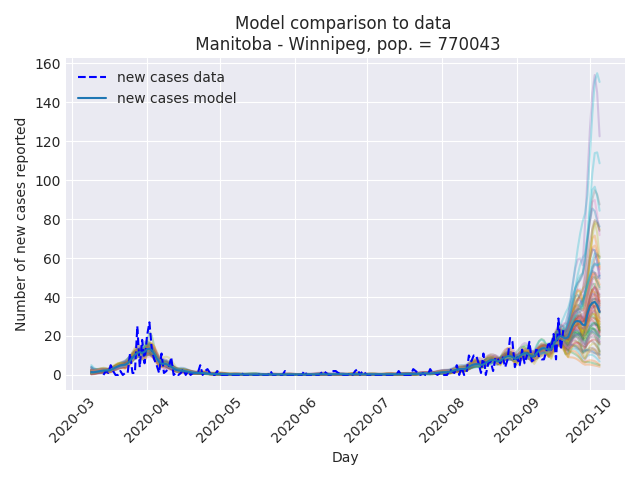 Model comparison to data
Manitoba - Winnipeg, pop. = 770043
160
140
120
100
80
60
40
20
0
Number of new cases reported
new cases data
new cases model
2020-03
2020-04
2020-05
2020-06
2020-07
2020-08
2020-09
2020-10
Day